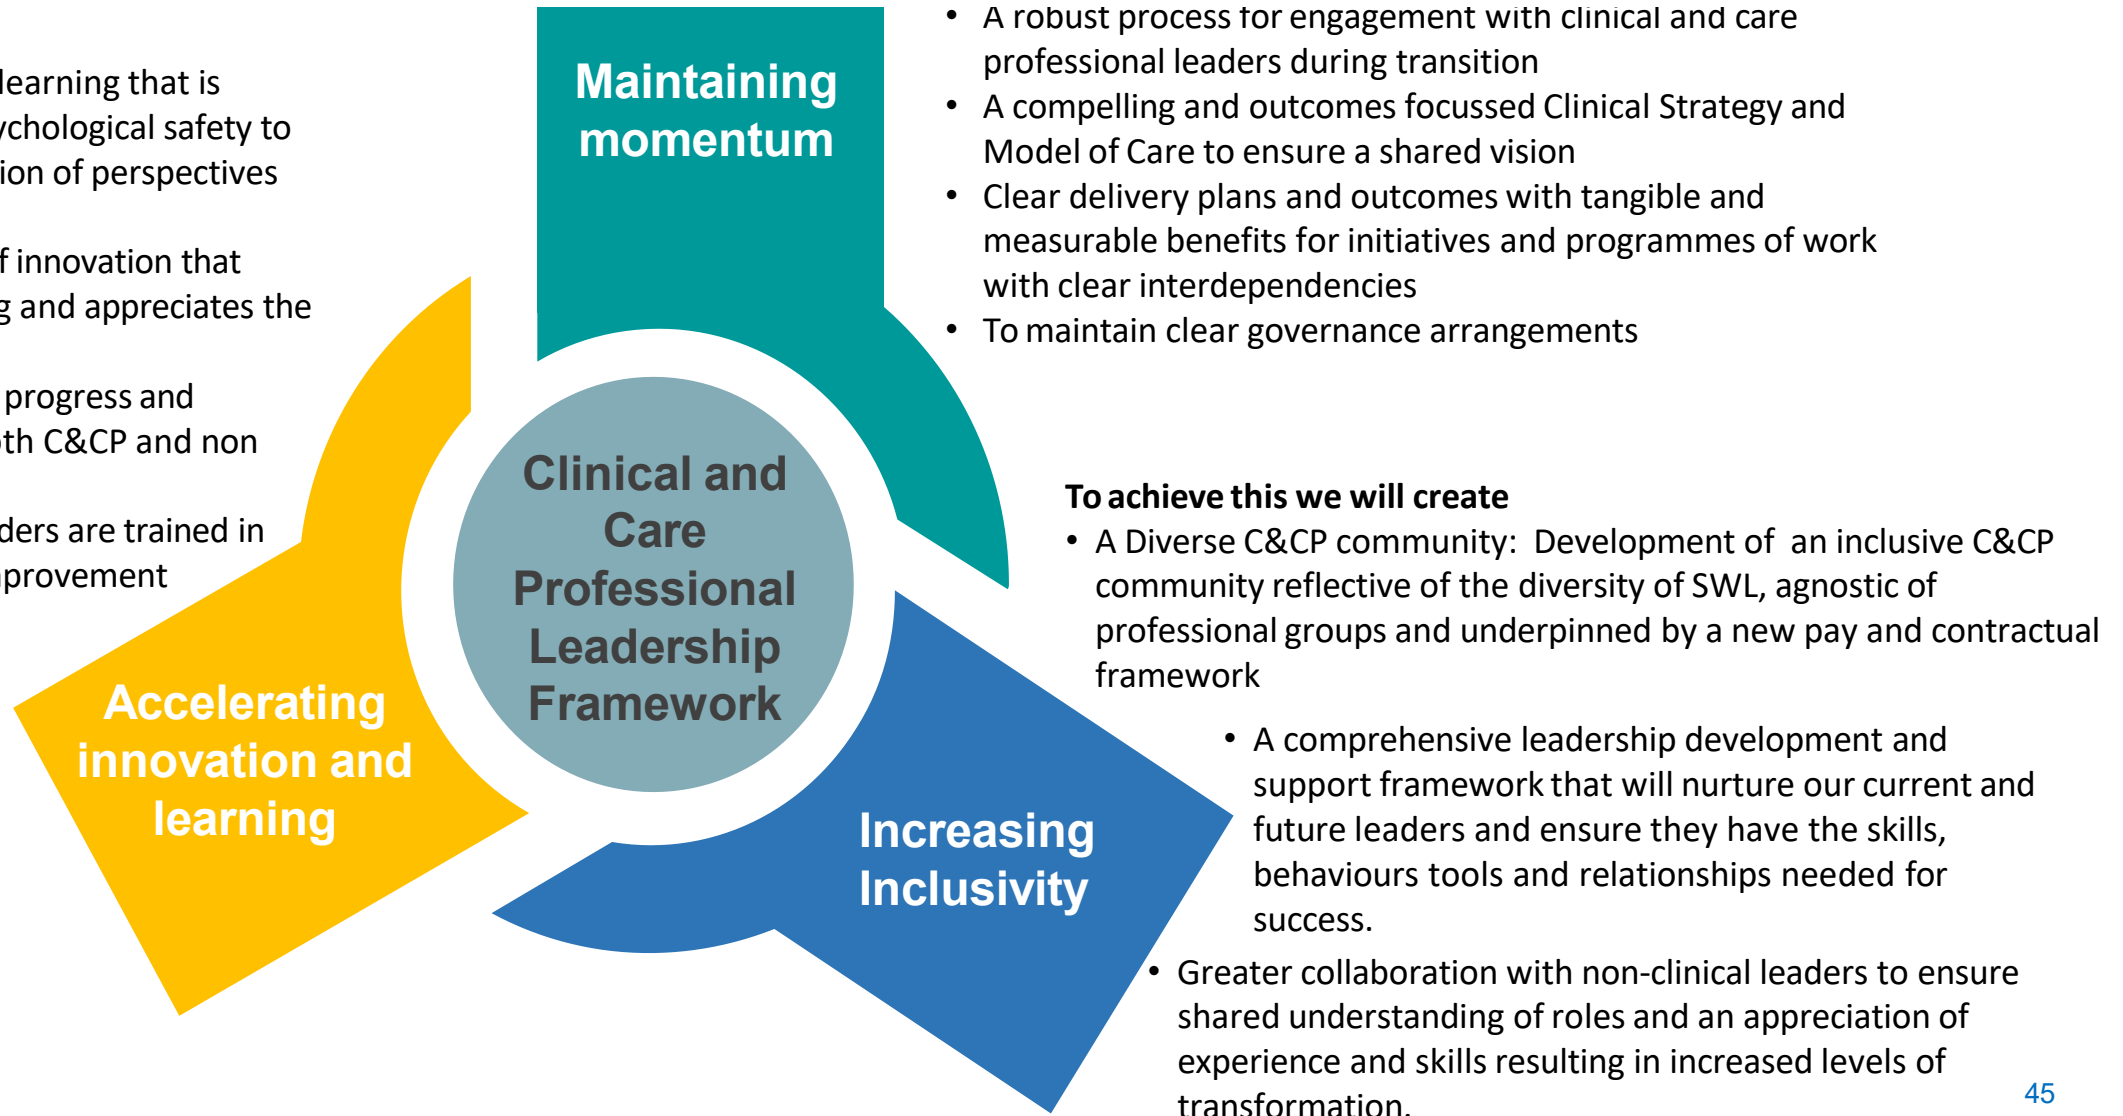 learning that is
ychological safety to
tion of perspectives
f innovation that
g and appreciates the
progress and
oth C&CP and non
ders are trained in
nprovement
Maintaining
momentum
• A robust process for engagement with clinical and care
professional leaders during transition
• A compelling and outcomes focussed Clinical Strategy and
Model of Care to ensure a shared vision
• Clear delivery plans and outcomes with tangible and
measurable benefits for initiatives and programmes of work
with clear interdependencies
• To maintain clear governance arrangements
Clinical and
Care
Professional
Leadership
Framework
Accelerating
innovation and
learning
Increasing
Inclusivity
To achieve this we will create
• A Diverse C&CP community: Development of an inclusive C&CP
community reflective of the diversity of SWL, agnostic of
professional groups and underpinned by a new pay and contractual
framework
• A comprehensive leadership development and
support framework that will nurture our current and
future leaders and ensure they have the skills,
behaviours tools and relationships needed for
success.
• Greater collaboration with non-clinical leaders to ensure
shared understanding of roles and an appreciation of
experience and skills resulting in increased levels of
transformation.
45